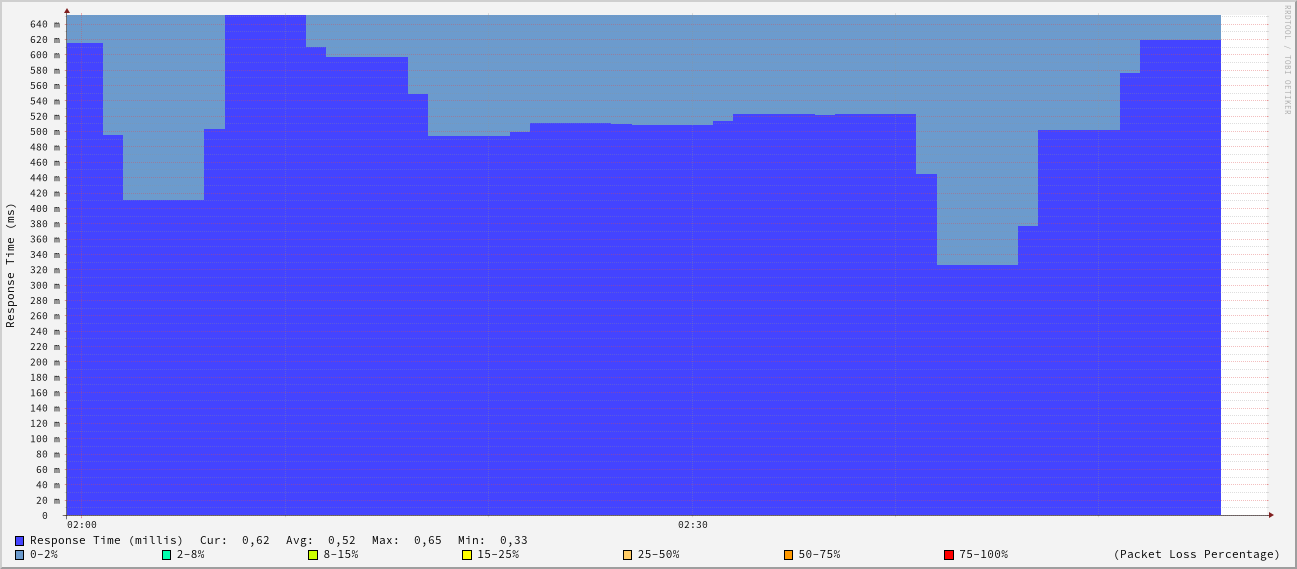 RRDTOOL / TOBI OETIKER
Response Time (ms)
640 m
620 m
600 m
580 m
560 m
540 m
520 m
500 m
480 m
460 m
440 m
420 m
400 m
380 m
360 m
340 m
320 m
300 m
280 m
260 m
240 m
220 m
200 m
180 m
160 m
140 m
120 m
100 m
80 m
60 m
40 m
20 m
0
02:00 02:30
Response Time (millis) Cur: 0,62 Avg: 0,52 Max: 0,65 Min: 0,33
0-2% 2-8% 8-15% 15-25% 25-50% 50-75% 75-100% (Packet Loss Percentage)